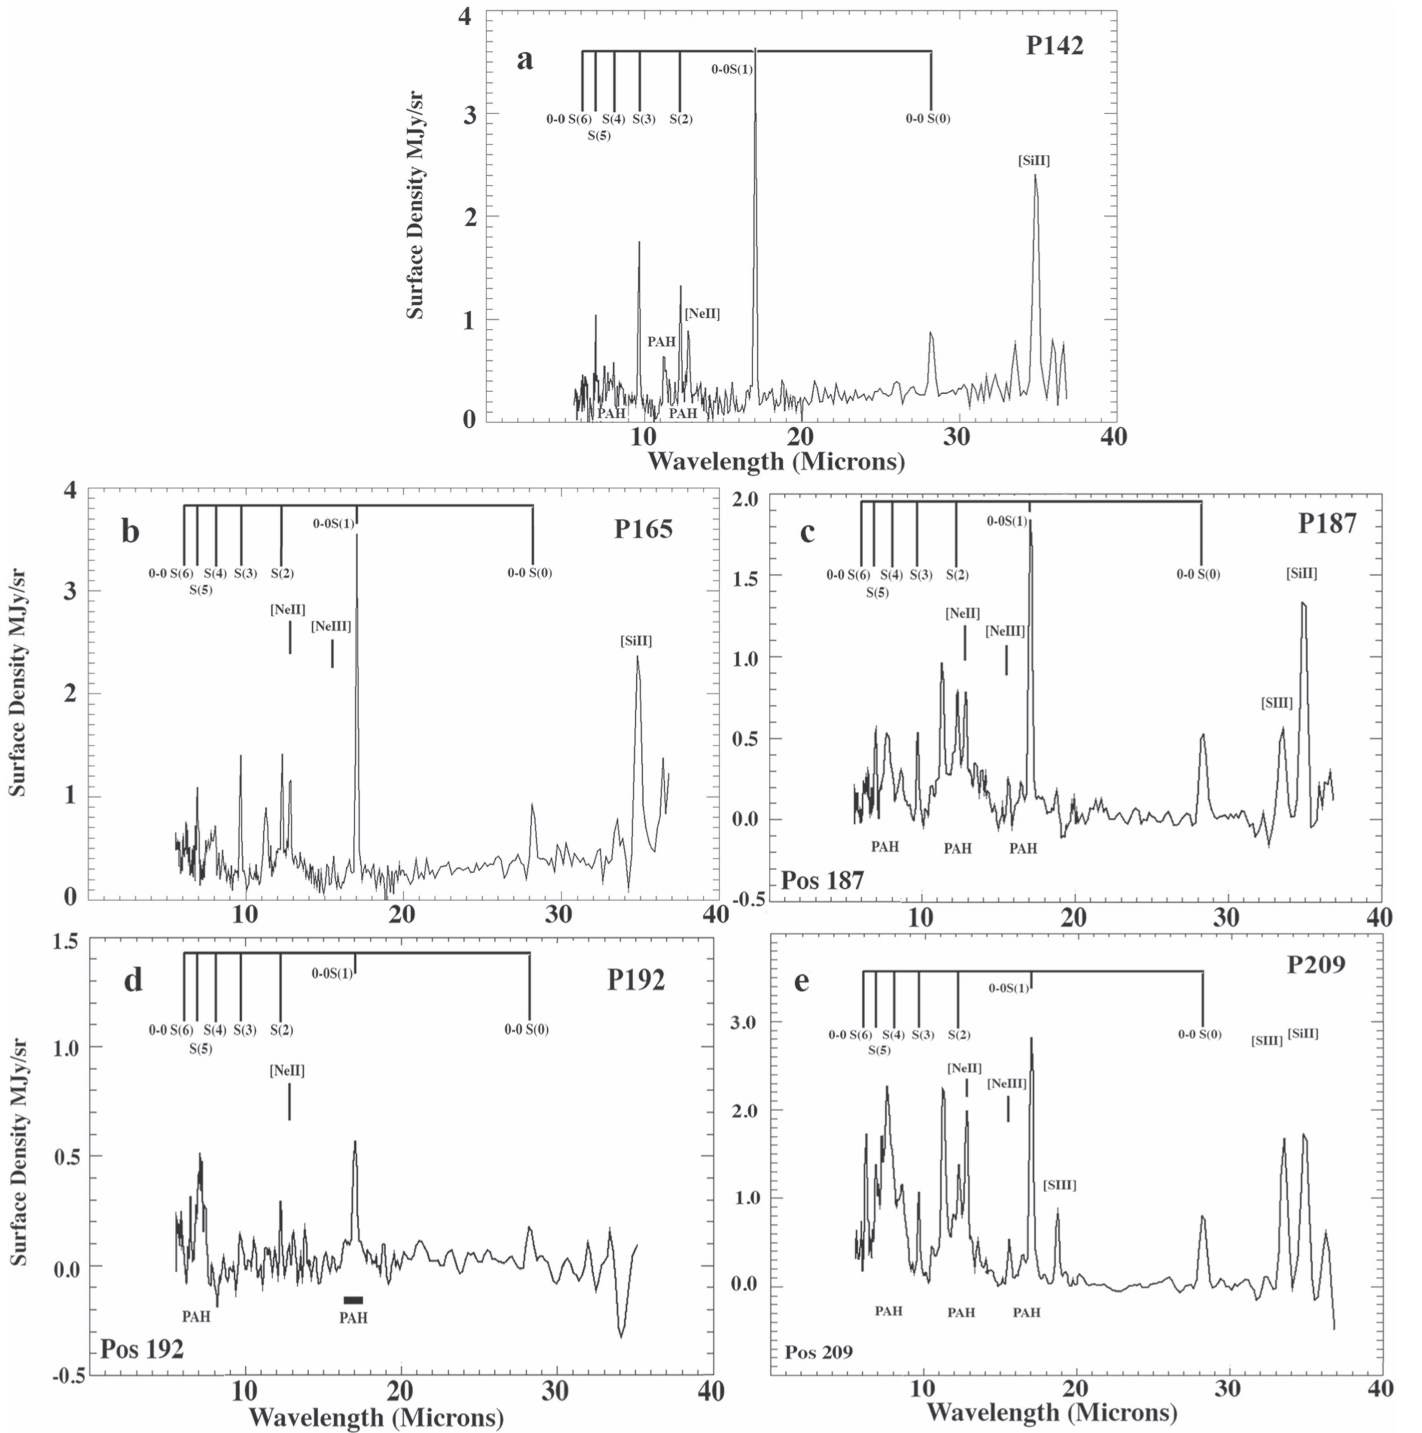 a
P142
4
3
2
1
0
Surface Density MJy/sr
0-0S(1)
0-0 S(6) S(4) S(3) S(2)
S(5)
0-0 S(0)
[SiII]
[NeII]
PAH
PAH PAH
10 20 30 40
Wavelength (Microns)
b
P165
4
3
2
1
0
Surface Density MJy/sr
0-0S(1)
0-0 S(6) S(4) S(3) S(2)
S(5)
0-0 S(0)
[NeII]
[NeIII]
[SiII]
10 20 30 40
c
P187
2.0
1.5
1.0
0.5
0.0
-0.5
0-0S(1)
0-0 S(6) S(4) S(3) S(2)
S(5)
0-0 S(0)
[SiII]
[NeII]
[NeIII]
[SIII]
PAH PAH PAH
Pos 187
10 20 30 40
d
P192
1.5
1.0
0.5
0.0
-0.5
Surface Density MJy/sr
0-0S(1)
0-0 S(6) S(4) S(3) S(2)
S(5)
0-0 S(0)
[NeII]
PAH PAH
Pos 192
10 20 30 40
Wavelength (Microns)
e
P209
3.0
2.0
1.0
0.0
0-0S(1)
0-0 S(6) S(4) S(3) S(2)
S(5)
0-0 S(0)
[SIII] [SiII]
[NeII]
[NeIII]
[SIII]
PAH PAH PAH
Pos 209
10 20 30 40
Wavelength (Microns)